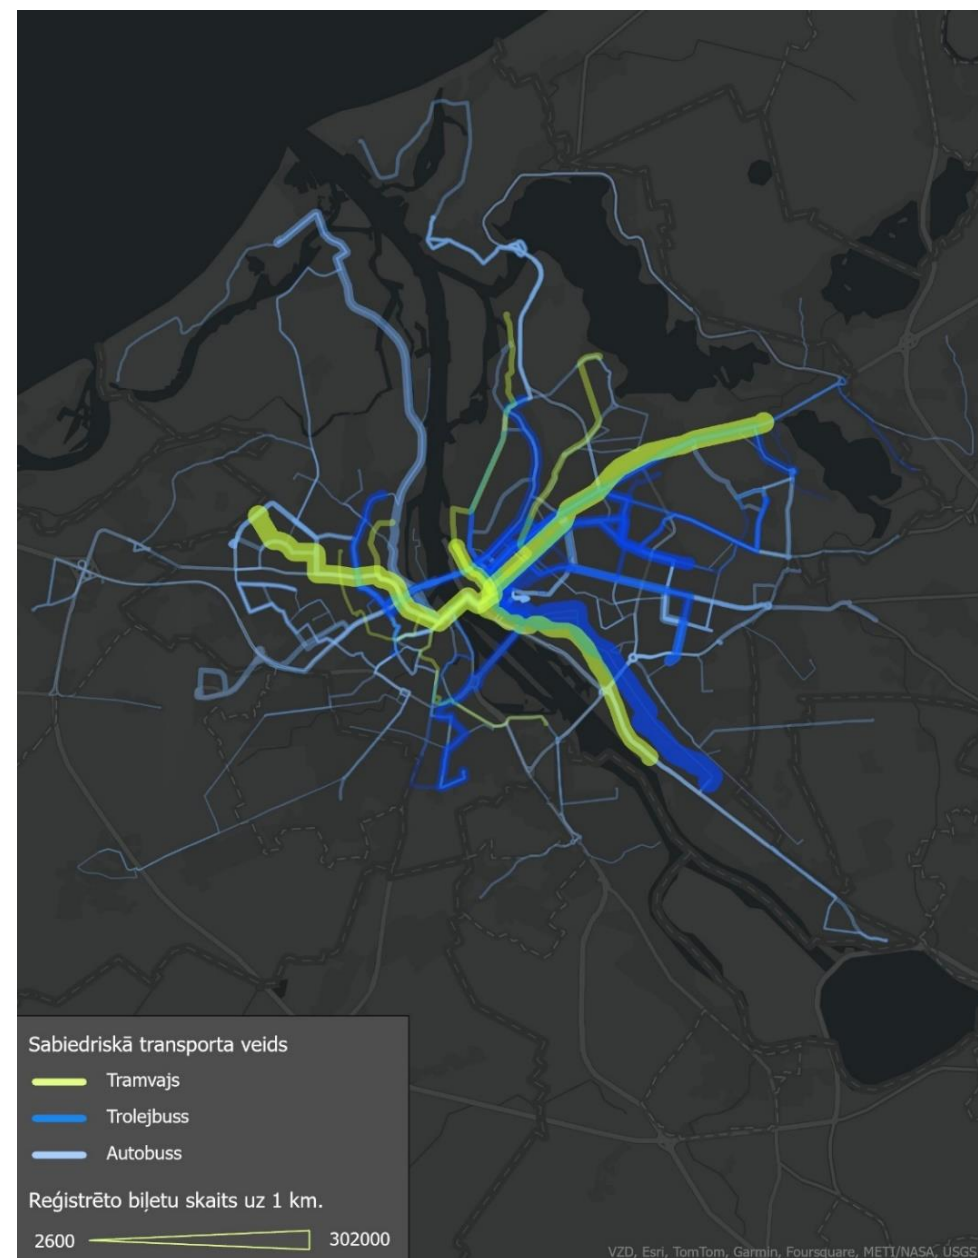 Sabiedriskā transporta veids
Tramvajs
Trolejbuss
Autobuss
Reģistrēto biļetu skaits uz 1 km.
2600 302000
VZD, Esri, TomTom, Garmin, Foursquare, METI/NASA, USGS